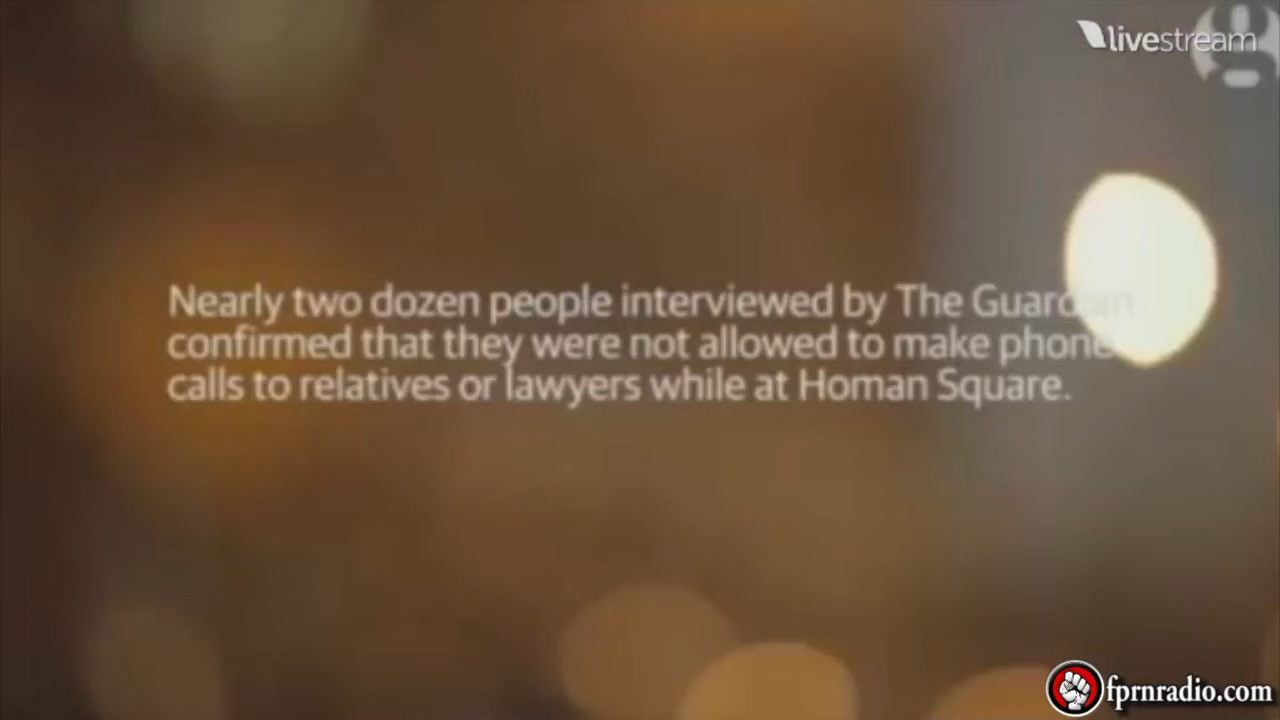 livestream
g
Nearly two dozen people interviewed by The Guardian
confirmed that they were not allowed to make phone
calls to relatives or lawyers while at Homan Square.
fprnradio.com